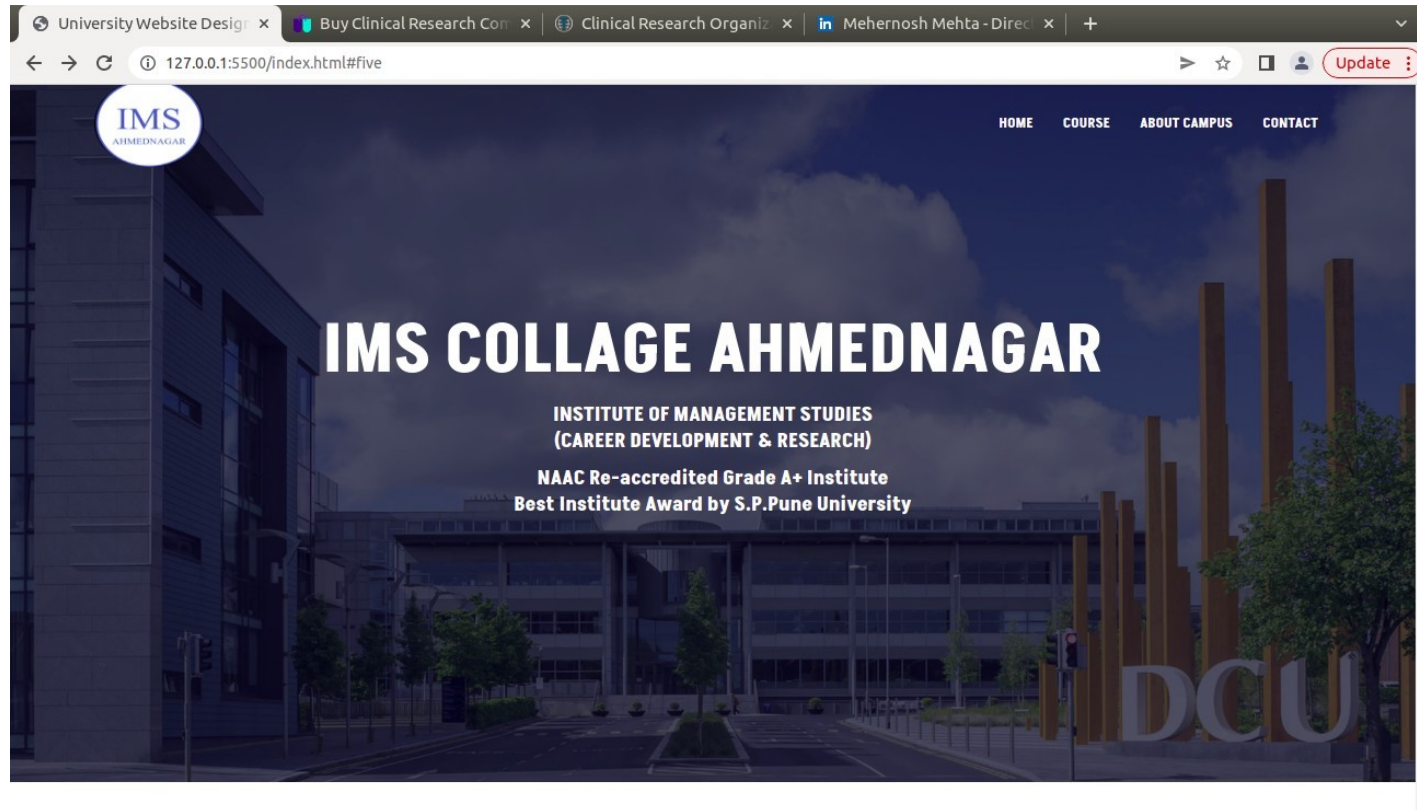 University Website Desig
Buy Clinical Research Com
Clinical Research Organiz
in Mehernosh Mehta - Direc
127.0.0.1:5500/index.html#five
Update
IMS
AHMEDNAGAR
HOME COURSE ABOUT CAMPUS CONTACT
IMS COLLAGE AHMEDNAGAR
INSTITUTE OF MANAGEMENT STUDIES
(CAREER DEVELOPMENT & RESEARCH)
NAAC Re-accredited Grade A+ Institute
Best Institute Award by S.P.Pune University
DCU